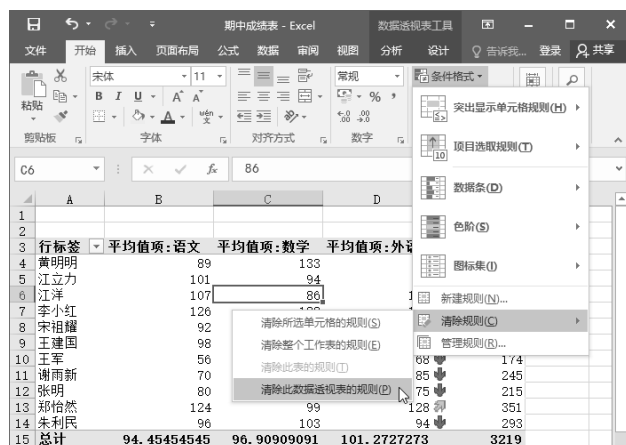 期中成绩表 - Excel
数据透视表工具
文件 开始 插入 页面布局 公式 数据 审阅 视图 分析 设计 告诉我... 登录 共享
宋体 11 常规 条件格式
粘贴 B I U A A wén 文 % ,
剪贴板 字体 对齐方式 数字
突出显示单元格规则(H)
项目选取规则(T)
数据条(D)
色阶(S)
图标集(I)
新建规则(N)...
清除规则(C)
管理规则(R)...
清除所选单元格的规则(S)
清除整个工作表的规则(E)
清除此表的规则(T)
清除此数据透视表的规则(P)
C6 fx 86
A B C D
1
2
3 行标签 平均值项:语文 平均值项:数学 平均值项:外
4 黄明明 89 133
5 江立力 101 94
6 江洋 107 86
7 李小红 126
8 宋祖耀 92
9 王建国 98
10 王军 56 68 174
11 谢雨新 70 85 245
12 张明 80 75 215
13 郑怡然 124 99 128 351
14 朱利民 96 103 94 293
15 总计 94.45454545 96.90909091 101.2727273 3219